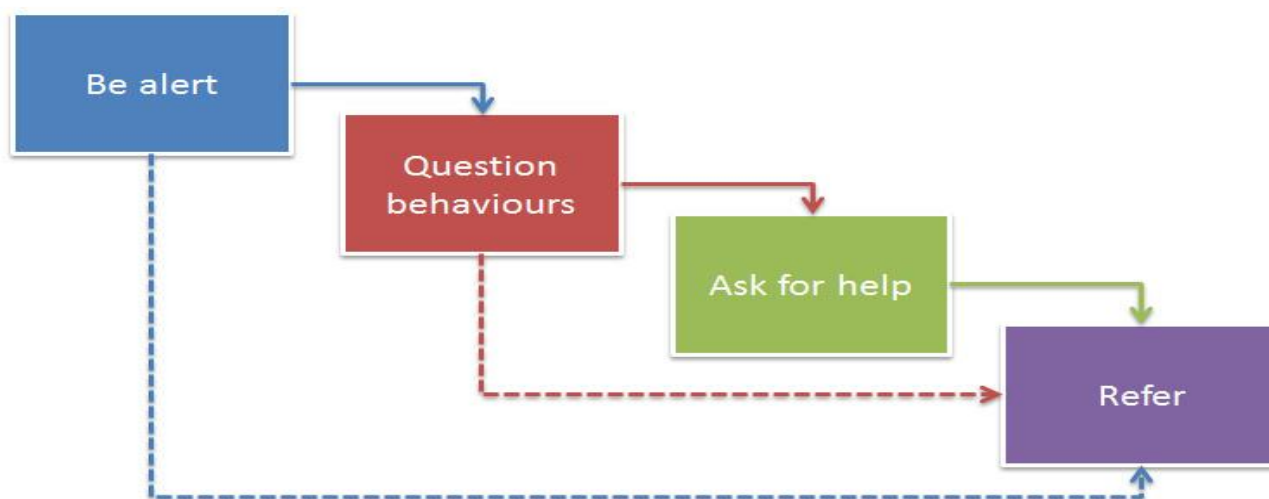 Be alert
Question
behaviours
Ask for help
Refer